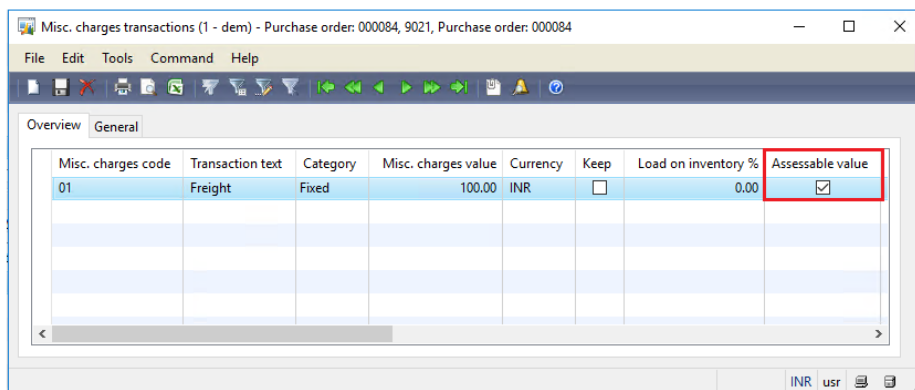 Misc. charges transactions (1 - dem) - Purchase order: 000084, 9021, Purchase order: 000084
File Edit Tools Command Help
Overview General
Misc. charges code Transaction text Category Misc. charges value Currency Keep Load on inventory % Assessable value
01 Freight Fixed 100.00 INR 0.00
INR usr